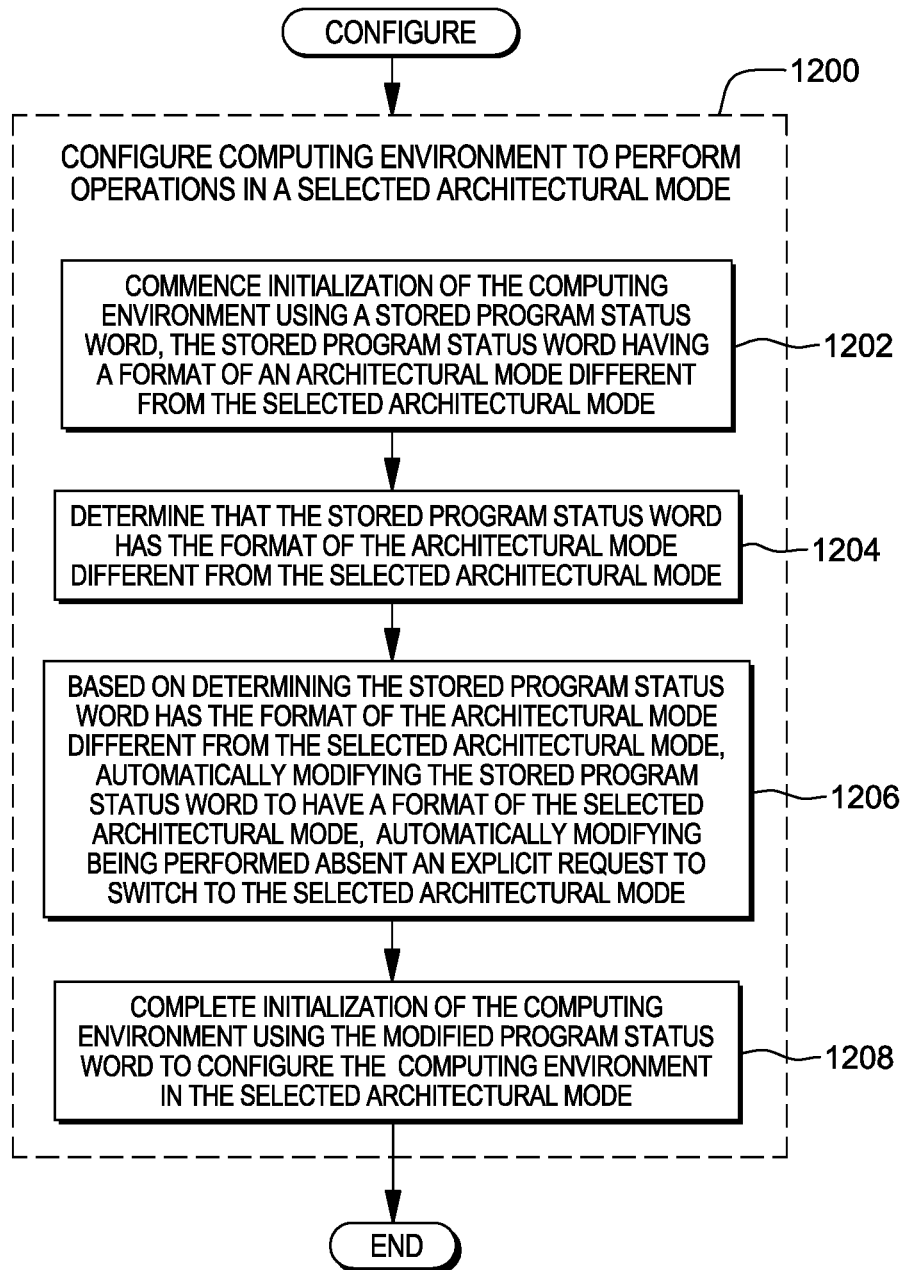 CONFIGURE
1200
CONFIGURE COMPUTING ENVIRONMENT TO PERFORM
OPERATIONS IN A SELECTED ARCHITECTURAL MODE
COMMENCE INITIALIZATION OF THE COMPUTING
ENVIRONMENT USING A STORED PROGRAM STATUS
WORD, THE STORED PROGRAM STATUS WORD HAVING
A FORMAT OF AN ARCHITECTURAL MODE DIFFERENT
FROM THE SELECTED ARCHITECTURAL MODE
1202
DETERMINE THAT THE STORED PROGRAM STATUS WORD
HAS THE FORMAT OF THE ARCHITECTURAL MODE
DIFFERENT FROM THE SELECTED ARCHITECTURAL MODE
1204
BASED ON DETERMINING THE STORED PROGRAM STATUS
WORD HAS THE FORMAT OF THE ARCHITECTURAL MODE
DIFFERENT FROM THE SELECTED ARCHITECTURAL MODE,
AUTOMATICALLY MODIFYING THE STORED PROGRAM
STATUS WORD TO HAVE A FORMAT OF THE SELECTED
ARCHITECTURAL MODE, AUTOMATICALLY MODIFYING
BEING PERFORMED ABSENT AN EXPLICIT REQUEST TO
SWITCH TO THE SELECTED ARCHITECTURAL MODE
1206
COMPLETE INITIALIZATION OF THE COMPUTING
ENVIRONMENT USING THE MODIFIED PROGRAM STATUS
WORD TO CONFIGURE THE COMPUTING ENVIRONMENT
IN THE SELECTED ARCHITECTURAL MODE
1208
END